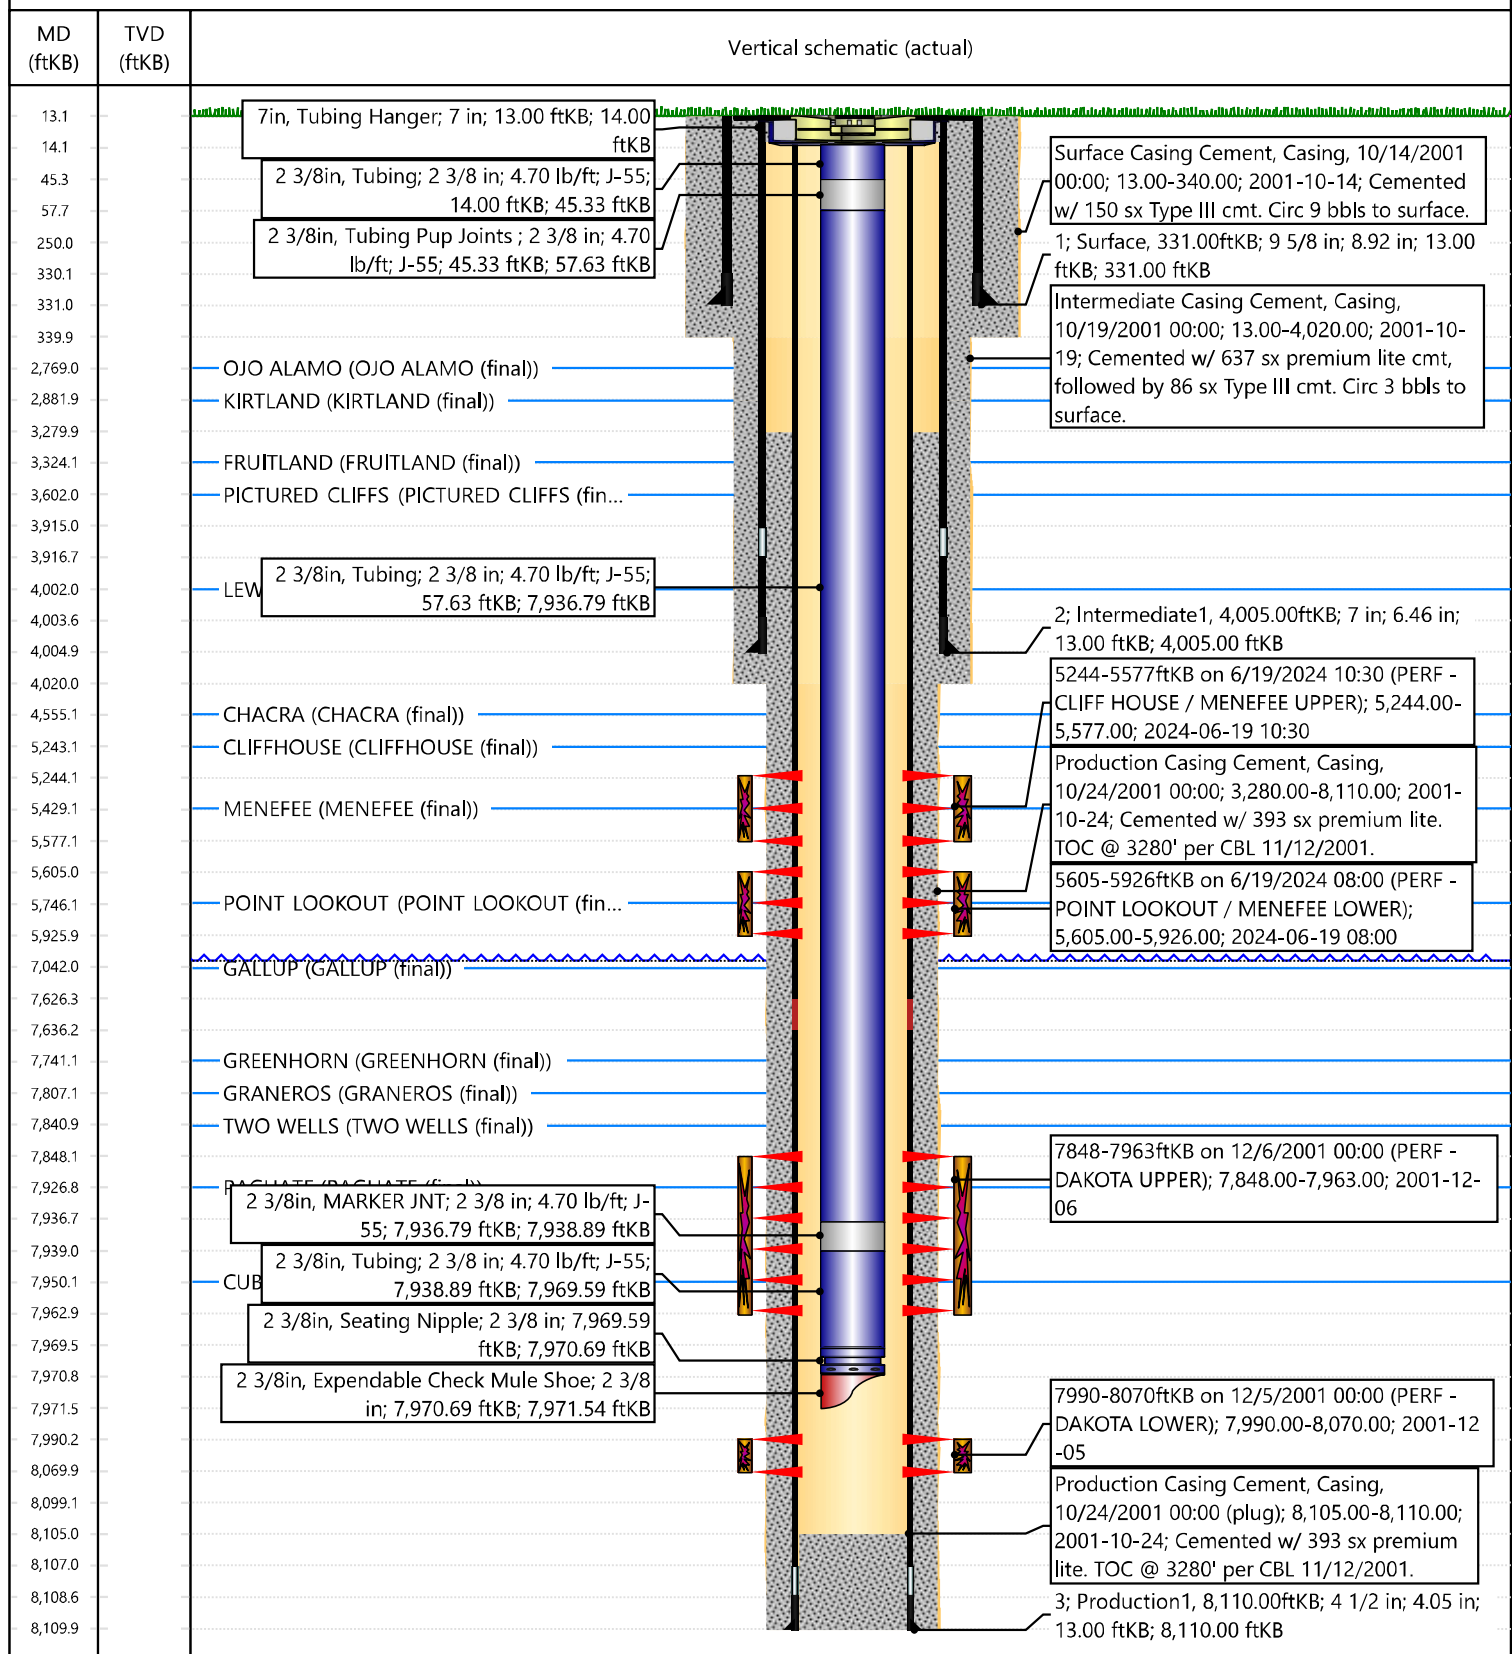 MD
(ftKB)
TVD
(ftKB)
Vertical schematic (actual)
13.1
14.1
45.3
57.7
250.0
330.1
331.0
339.9
2,769.0
2,881.9
3,279.9
3,324.1
3,602.0
3,915.0
3,916.7
4,002.0
4,003.6
4,004.9
4,020.0
4,555.1
5,243.1
5,244.1
5,429.1
5,577.1
5,605.0
5,746.1
5,925.9
7,042.0
7,626.3
7,636.2
7,741.1
7,807.1
7,840.9
7,848.1
7,926.8
7,936.7
7,939.0
7,950.1
7,962.9
7,969.5
7,970.8
7,971.5
7,990.2
8,069.9
8,099.1
8,105.0
8,107.0
8,108.6
8,109.9
7in, Tubing Hanger; 7 in; 13.00 ftKB; 14.00
ftKB
2 3/8in, Tubing; 2 3/8 in; 4.70 lb/ft; J-55;
14.00 ftKB; 45.33 ftKB
2 3/8in, Tubing Pup Joints ; 2 3/8 in; 4.70
lb/ft; J-55; 45.33 ftKB; 57.63 ftKB
OJO ALAMO (OJO ALAMO (final))
KIRTLAND (KIRTLAND (final))
FRUITLAND (FRUITLAND (final))
PICTURED CLIFFS (PICTURED CLIFFS (fin...
LEW
2 3/8in, Tubing; 2 3/8 in; 4.70 lb/ft; J-55;
57.63 ftKB; 7,936.79 ftKB
CHACRA (CHACRA (final))
CLIFFHOUSE (CLIFFHOUSE (final))
MENEFEE (MENEFEE (final))
POINT LOOKOUT (POINT LOOKOUT (fin...
GALLUP (GALLUP (final))
GREENHORN (GREENHORN (final))
GRANEROS (GRANEROS (final))
TWO WELLS (TWO WELLS (final))
2 3/8in, MARKER JNT; 2 3/8 in; 4.70 lb/ft; J-
55; 7,936.79 ftKB; 7,938.89 ftKB
CUB
2 3/8in, Tubing; 2 3/8 in; 4.70 lb/ft; J-55;
7,938.89 ftKB; 7,969.59 ftKB
2 3/8in, Seating Nipple; 2 3/8 in; 7,969.59
ftKB; 7,970.69 ftKB
2 3/8in, Expendable Check Mule Shoe; 2 3/8
in; 7,970.69 ftKB; 7,971.54 ftKB
Surface Casing Cement, Casing, 10/14/2001
00:00; 13.00-340.00; 2001-10-14; Cemented
w/ 150 sx Type III cmt. Circ 9 bbls to surface.
1; Surface, 331.00ftKB; 9 5/8 in; 8.92 in; 13.00
ftKB; 331.00 ftKB
Intermediate Casing Cement, Casing,
10/19/2001 00:00; 13.00-4,020.00; 2001-10-
19; Cemented w/ 637 sx premium lite cmt,
followed by 86 sx Type III cmt. Circ 3 bbls to
surface.
2; Intermediate1, 4,005.00ftKB; 7 in; 6.46 in;
13.00 ftKB; 4,005.00 ftKB
5244-5577ftKB on 6/19/2024 10:30 (PERF -
CLIFF HOUSE / MENEFEE UPPER); 5,244.00-
5,577.00; 2024-06-19 10:30
Production Casing Cement, Casing,
10/24/2001 00:00; 3,280.00-8,110.00; 2001-
10-24; Cemented w/ 393 sx premium lite.
TOC @ 3280' per CBL 11/12/2001.
5605-5926ftKB on 6/19/2024 08:00 (PERF -
POINT LOOKOUT / MENEFEE LOWER);
5,605.00-5,926.00; 2024-06-19 08:00
7848-7963ftKB on 12/6/2001 00:00 (PERF -
DAKOTA UPPER); 7,848.00-7,963.00; 2001-12-
06
7990-8070ftKB on 12/5/2001 00:00 (PERF -
DAKOTA LOWER); 7,990.00-8,070.00; 2001-12
-05
Production Casing Cement, Casing,
10/24/2001 00:00 (plug); 8,105.00-8,110.00;
2001-10-24; Cemented w/ 393 sx premium
lite. TOC @ 3280' per CBL 11/12/2001.
3; Production1, 8,110.00ftKB; 4 1/2 in; 4.05 in;
13.00 ftKB; 8,110.00 ftKB